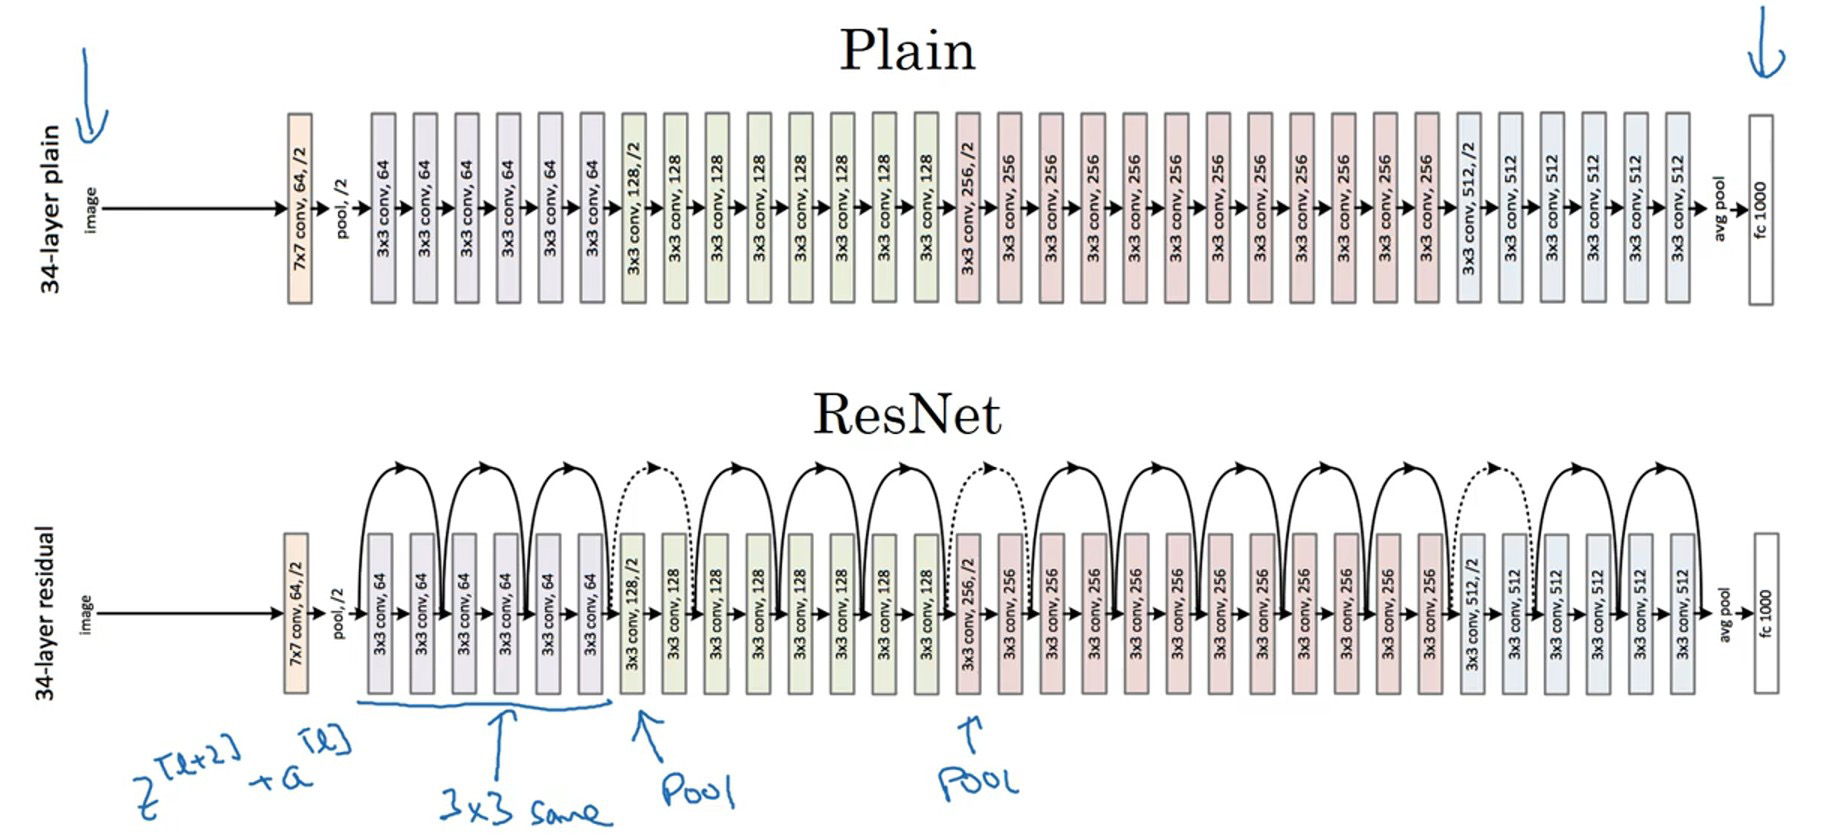 Plain
34-layer plain
image
7x7 conv, 64, /2
pool, /2
3x3 conv, 64
3x3 conv, 64
3x3 conv, 64
3x3 conv, 64
3x3 conv, 64
3x3 conv, 64
3x3 conv, 128, /2
3x3 conv, 128
3x3 conv, 128
3x3 conv, 128
3x3 conv, 128
3x3 conv, 128
3x3 conv, 128
3x3 conv, 128
3x3 conv, 256, /2
3x3 conv, 256
3x3 conv, 256
3x3 conv, 256
3x3 conv, 256
3x3 conv, 256
3x3 conv, 256
3x3 conv, 256
3x3 conv, 256
3x3 conv, 256
3x3 conv, 256
3x3 conv, 256
3x3 conv, 512, /2
3x3 conv, 512
3x3 conv, 512
3x3 conv, 512
3x3 conv, 512
3x3 conv, 512
avg pool
fc 1000
ResNet
34-layer residual
image
7x7 conv, 64, /2
pool, /2
3x3 conv, 64
3x3 conv, 64
3x3 conv, 64
3x3 conv, 64
3x3 conv, 64
3x3 conv, 64
3x3 conv, 128, /2
3x3 conv, 128
3x3 conv, 128
3x3 conv, 128
3x3 conv, 128
3x3 conv, 128
3x3 conv, 128
3x3 conv, 128
3x3 conv, 256, /2
3x3 conv, 256
3x3 conv, 256
3x3 conv, 256
3x3 conv, 256
3x3 conv, 256
3x3 conv, 256
3x3 conv, 256
3x3 conv, 256
3x3 conv, 256
3x3 conv, 256
3x3 conv, 256
3x3 conv, 512, /2
3x3 conv, 512
3x3 conv, 512
3x3 conv, 512
3x3 conv, 512
3x3 conv, 512
avg pool
fc 1000
z[l+2] + a[l]
3x3 same
Pool
Pool